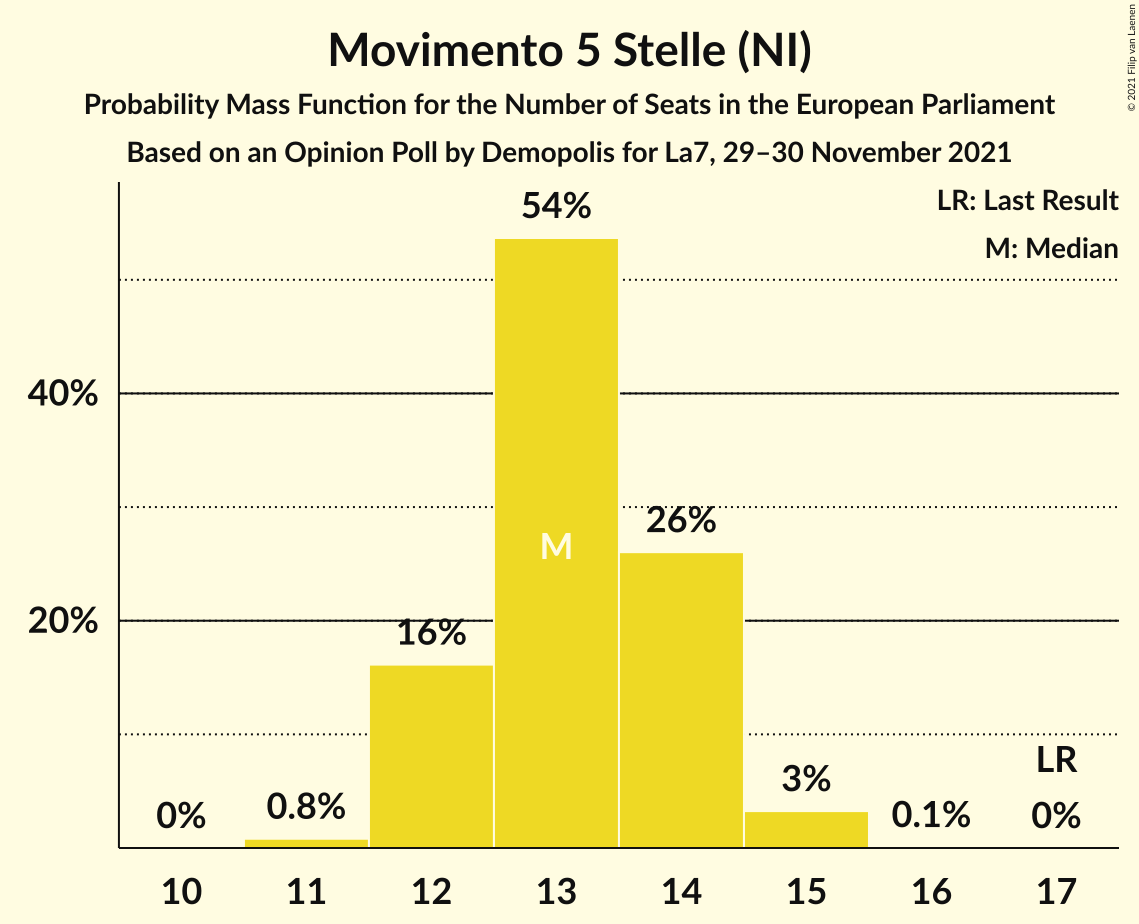 Movimento 5 Stelle (NI)
Probability Mass Function for the Number of Seats in the European Parliament
Based on an Opinion Poll by Demopolis for La7, 29–30 November 2021
© 2021 Filip van Laenen
LR: Last Result
M: Median
54%
40%
26%
M
20%
16%
LR
3%
0%
0.8%
0.1%
0%
10 11 12 13 14 15 16 17